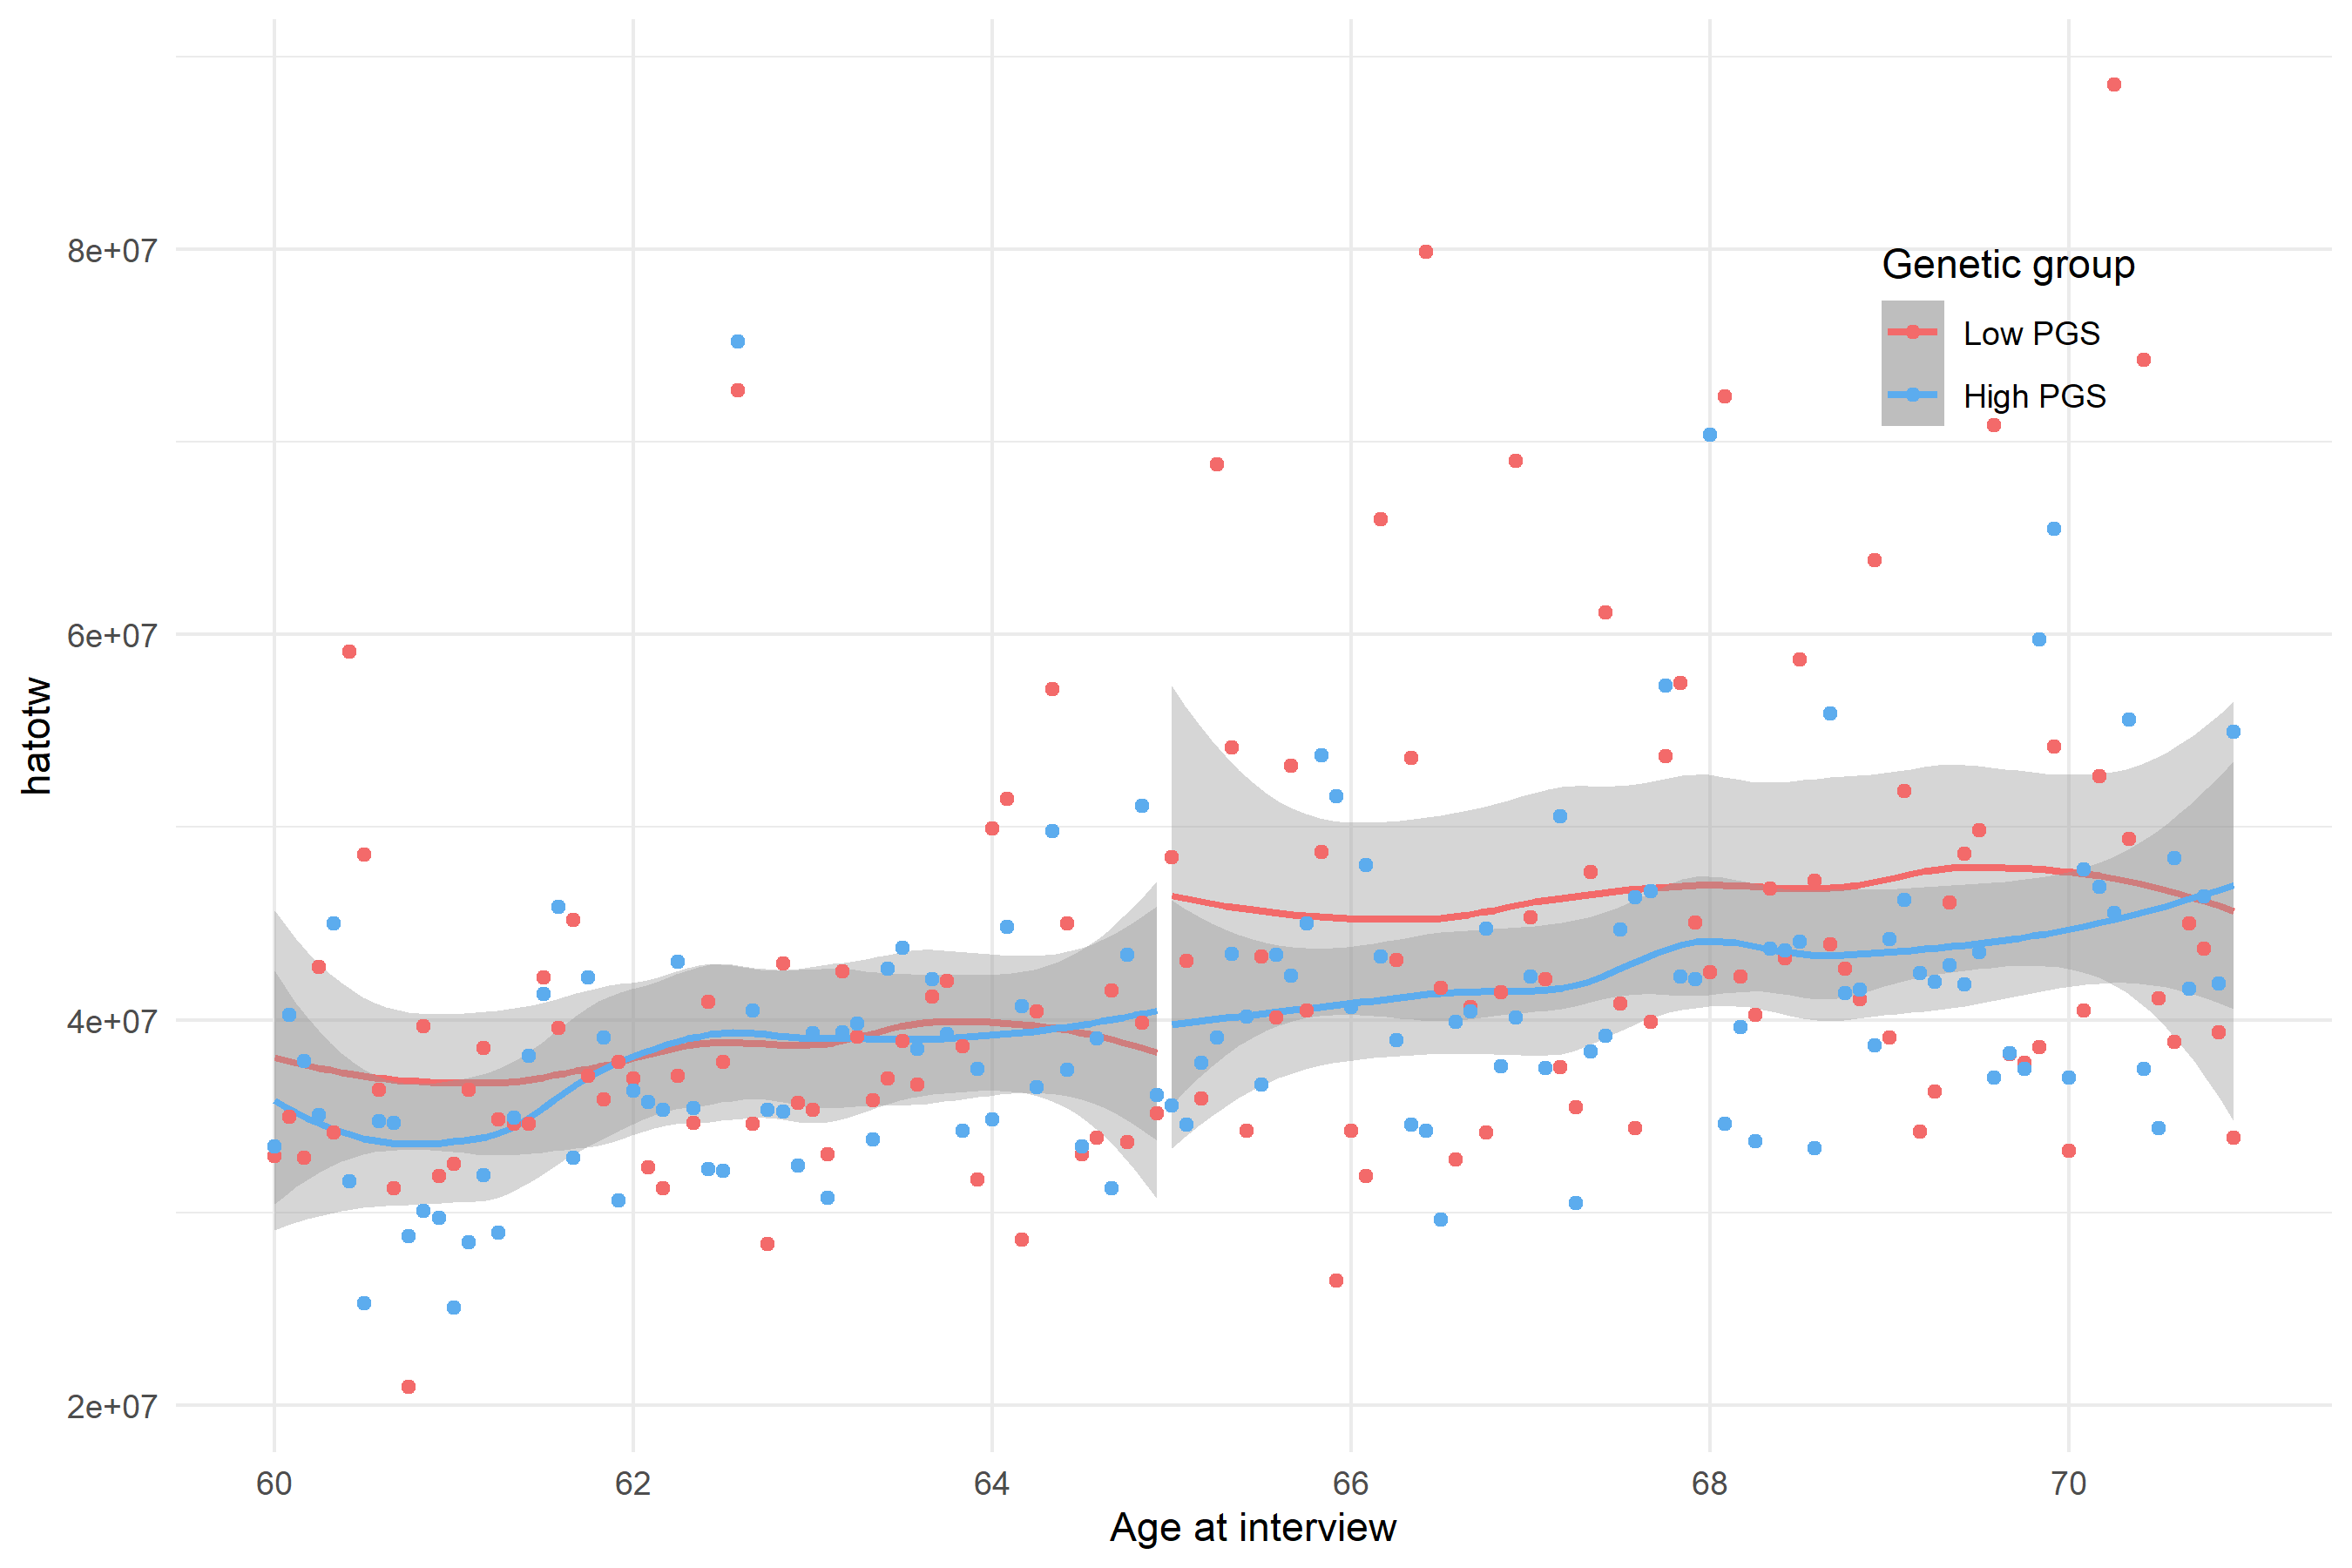 8e+07
6e+07
4e+07
2e+07
hatotw
60 62 64 66 68 70
Age at interview
Genetic group
Low PGS
High PGS